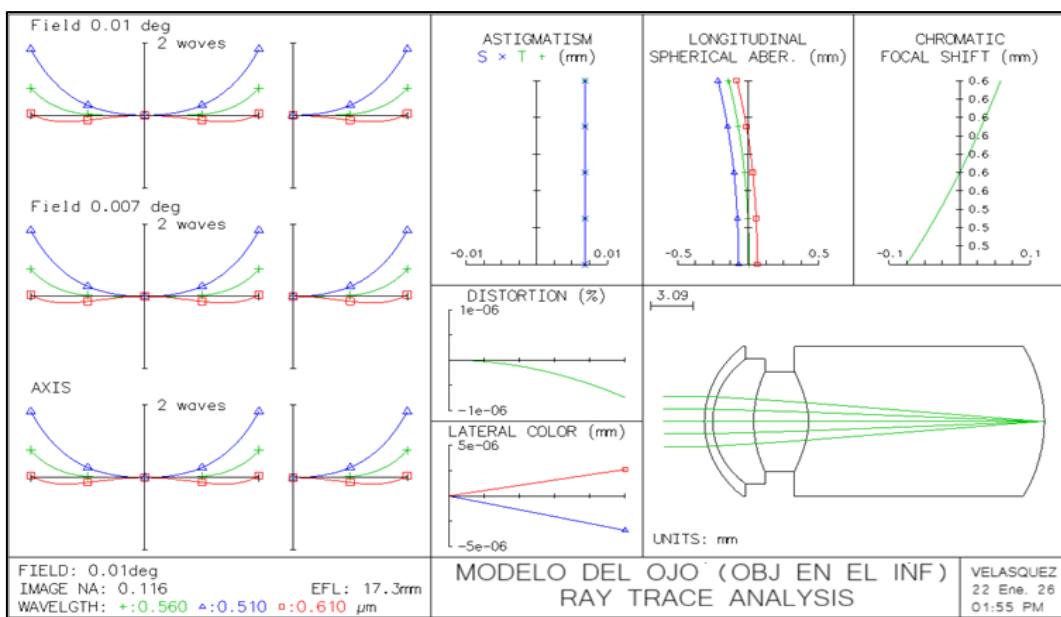 Field 0.01 deg
2 waves
Field 0.007 deg
2 waves
AXIS
2 waves
ASTIGMATISM
S × T + (mm)
-0.01
0.01
LONGITUDINAL
SPHERICAL ABER. (mm)
-0.5
0.5
CHROMATIC
FOCAL SHIFT (mm)
0.6
0.6
0.6
0.6
0.6
0.6
0.6
0.6
0.5
0.5
-0.1
0.1
DISTORTION (%)
1e-06
-1e-06
LATERAL COLOR (mm)
5e-06
-5e-06
3.09
UNITS: mm
FIELD: 0.01deg
IMAGE NA: 0.116 EFL: 17.3mm
WAVELGTH: +:0.560 △:0.510 □:0.610 μm
MODELO DEL OJO (OBJ EN EL INF)
RAY TRACE ANALYSIS
VELASQUEZ
22 Ene. 26
01:55 PM